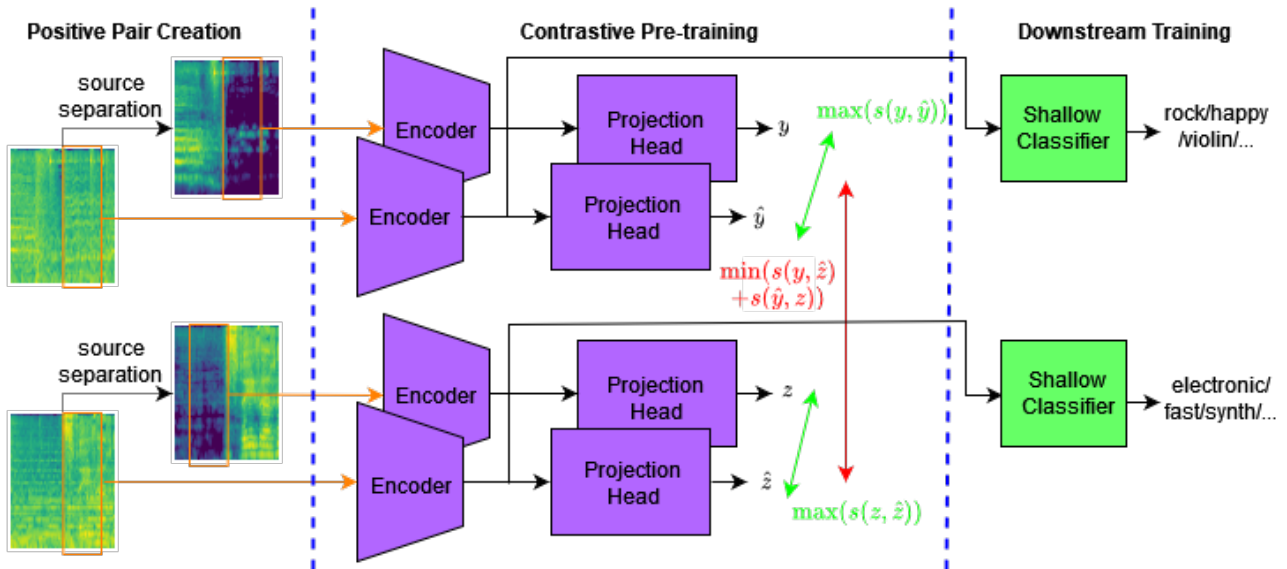 Positive Pair Creation
Contrastive Pre-training
Downstream Training
source
separation
Encoder
Projection
Head
y
max(s(y, ŷ))
Shallow
Classifier
rock/happy
/violin/...
Encoder
Projection
Head
ŷ
min(s(y, ẑ)
+s(ŷ, z))
source
separation
Encoder
Projection
Head
z
Shallow
Classifier
electronic/
fast/synth/...
Encoder
Projection
Head
ẑ
max(s(z, ẑ))